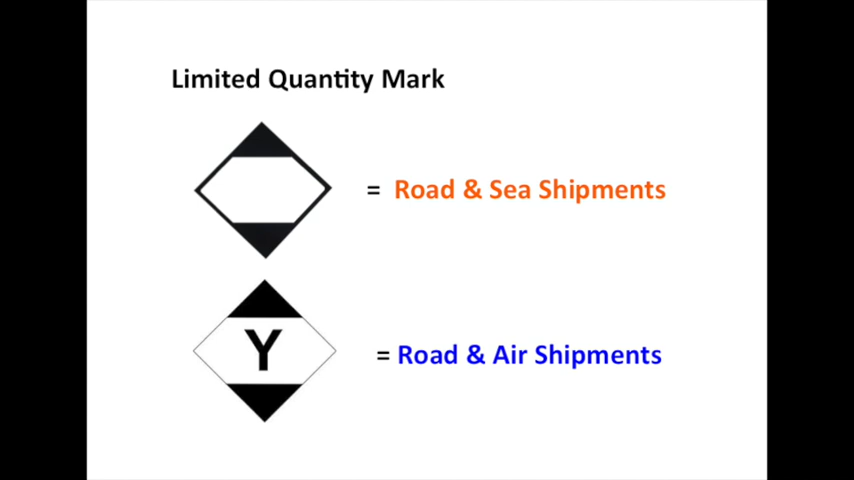 Limited Quantity Mark
= Road & Sea Shipments
Y
= Road & Air Shipments